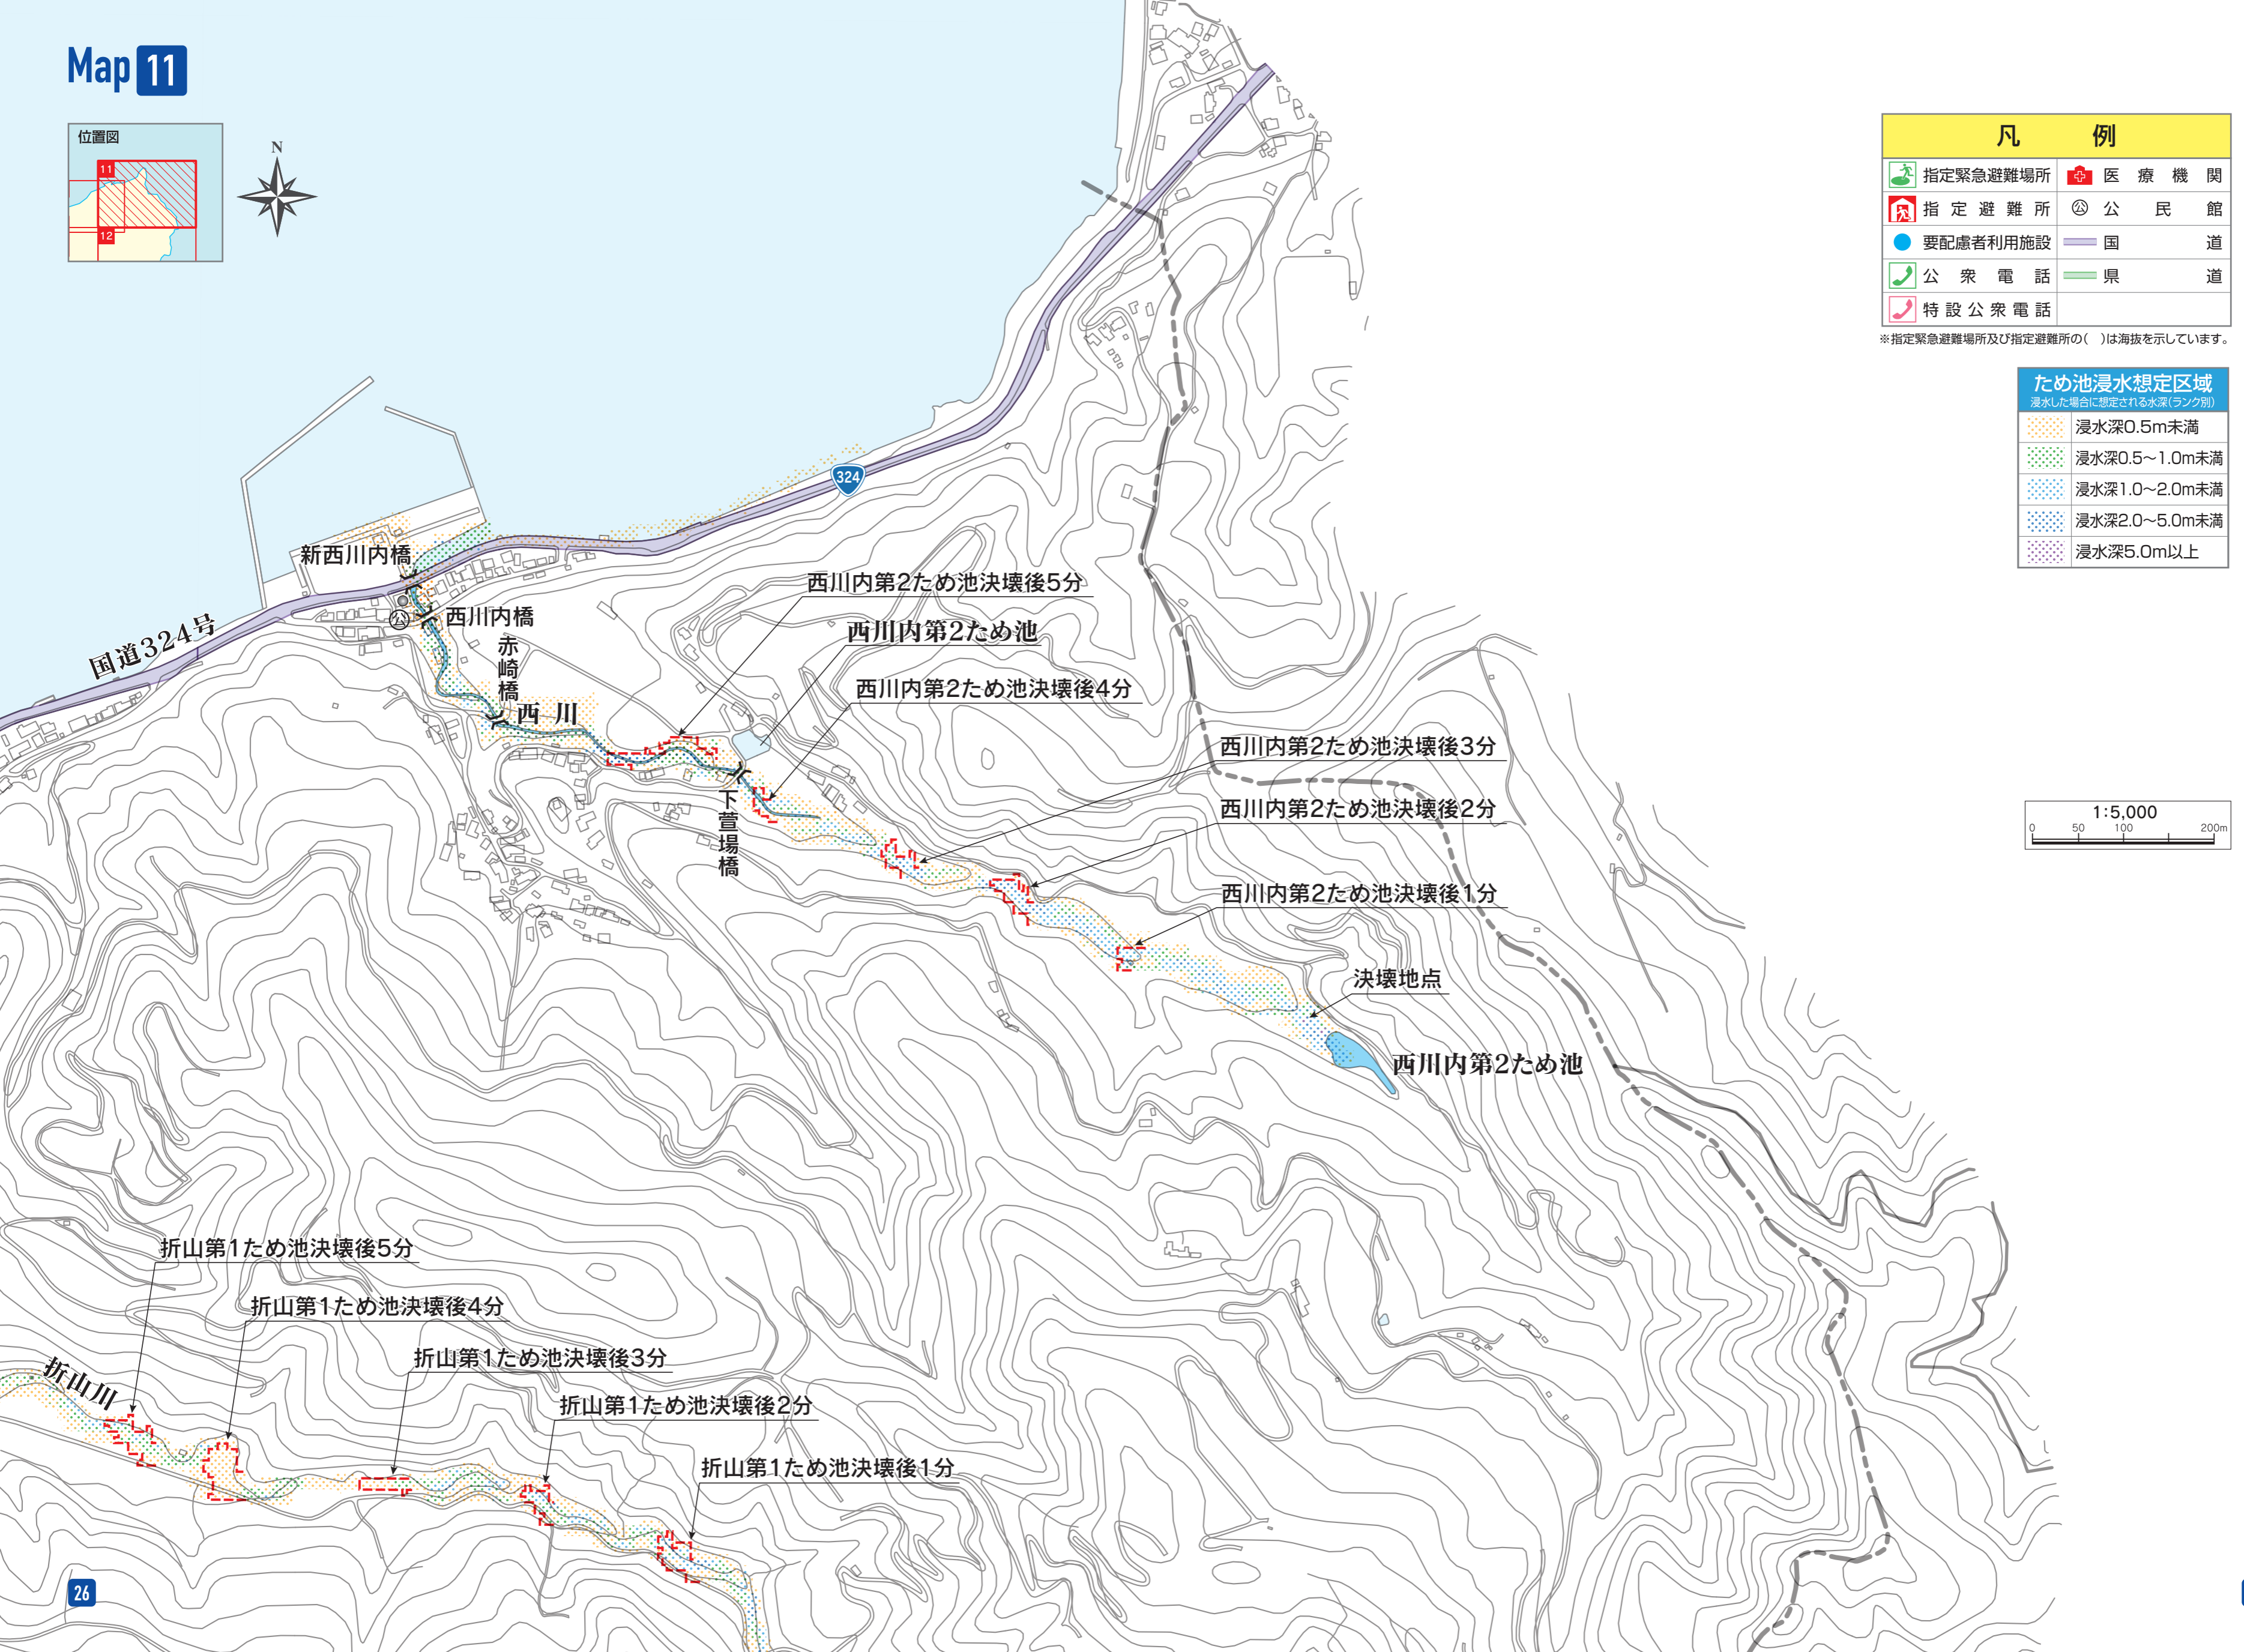 Map 11
位置図
11
12
N
凡 例
指定緊急避難場所
医療機関
指定避難所
公
公民館
要配慮者利用施設
国道
公衆電話
県道
特設公衆電話
※指定緊急避難場所及び指定避難所の( )は海抜を示しています。
ため池浸水想定区域
浸水した場合に想定される水深(ランク別)
浸水深0.5m未満
浸水深0.5〜1.0m未満
浸水深1.0〜2.0m未満
浸水深2.0〜5.0m未満
浸水深5.0m以上
324
新西川内橋
公
西川内橋
国道324号
赤崎橋
西川
西川内第2ため池決壊後5分
西川内第2ため池
西川内第2ため池決壊後4分
下萱場橋
西川内第2ため池決壊後3分
西川内第2ため池決壊後2分
西川内第2ため池決壊後1分
決壊地点
西川内第2ため池
1:5,000
0 50 100 200m
折山第1ため池決壊後5分
折山第1ため池決壊後4分
折山第1ため池決壊後3分
折山川
折山第1ため池決壊後2分
折山第1ため池決壊後1分
26